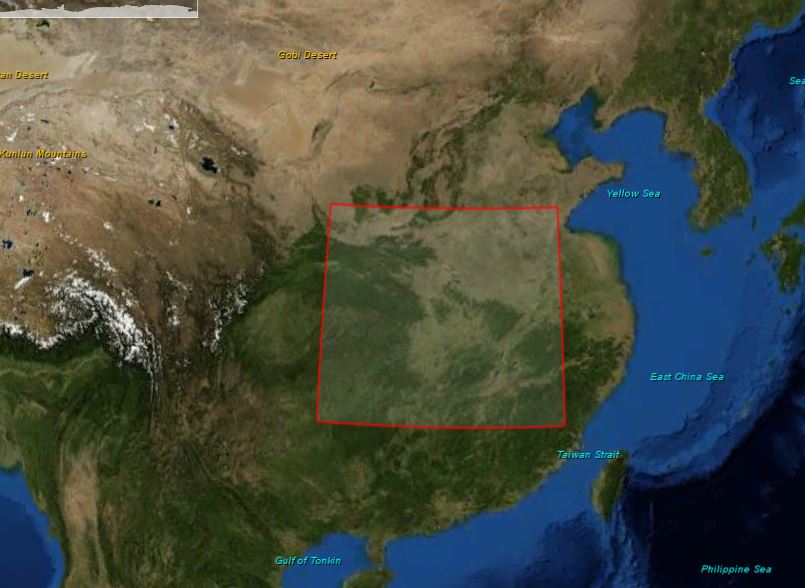 Gobi Desert
an Desert
Sea
Kunlun Mountains
Yellow Sea
East China Sea
Taiwan Strait
Gulf of Tonkin
Philippine Sea